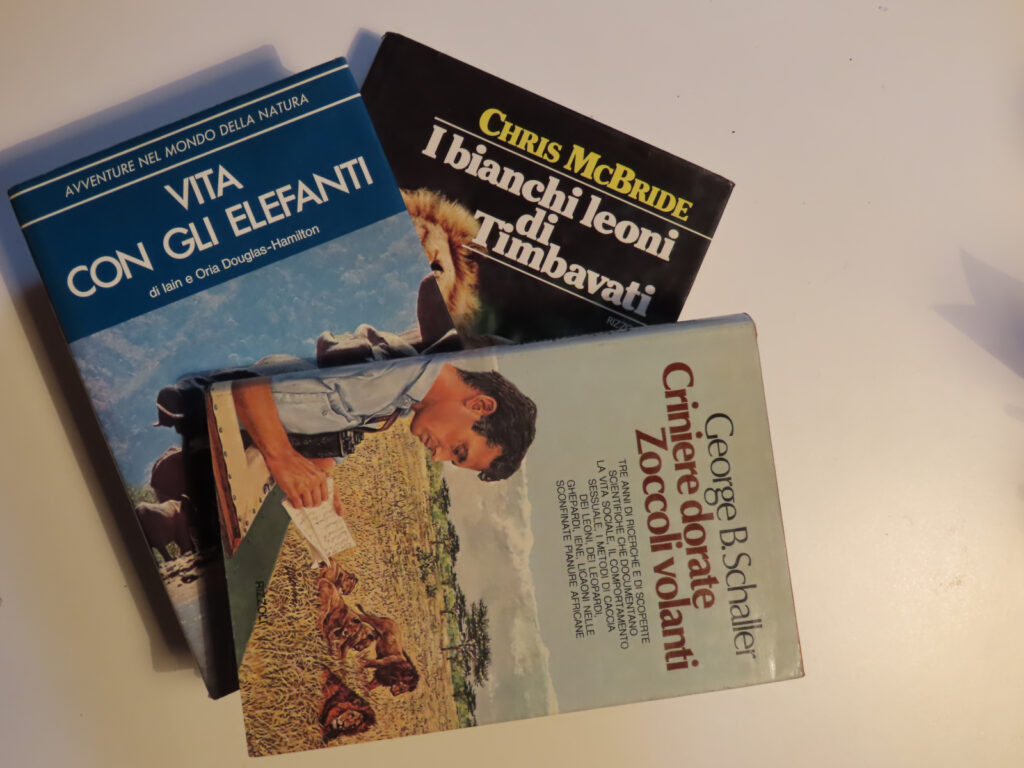 AVVENTURE NEL MONDO DELLA NATURA
VITA
CON GLI ELEFANTI
di Iain e Oria Douglas-Hamilton
CHRIS McBRIDE
I bianchi leoni
di
Timbavati
George B. Schaller
Criniere dorate
Zoccoli volanti
TRE ANNI DI RICERCHE E DI SCOPERTE
SCIENTIFICHE CHE DOCUMENTANO
LA VITA SOCIALE, IL COMPORTAMENTO
SESSUALE, I METODI DI CACCIA
DEI LEONI, DEI LEOPARDI,
GHEPARDI, IENE, LICAONI NELLE
SCONFINATE PIANURE AFRICANE